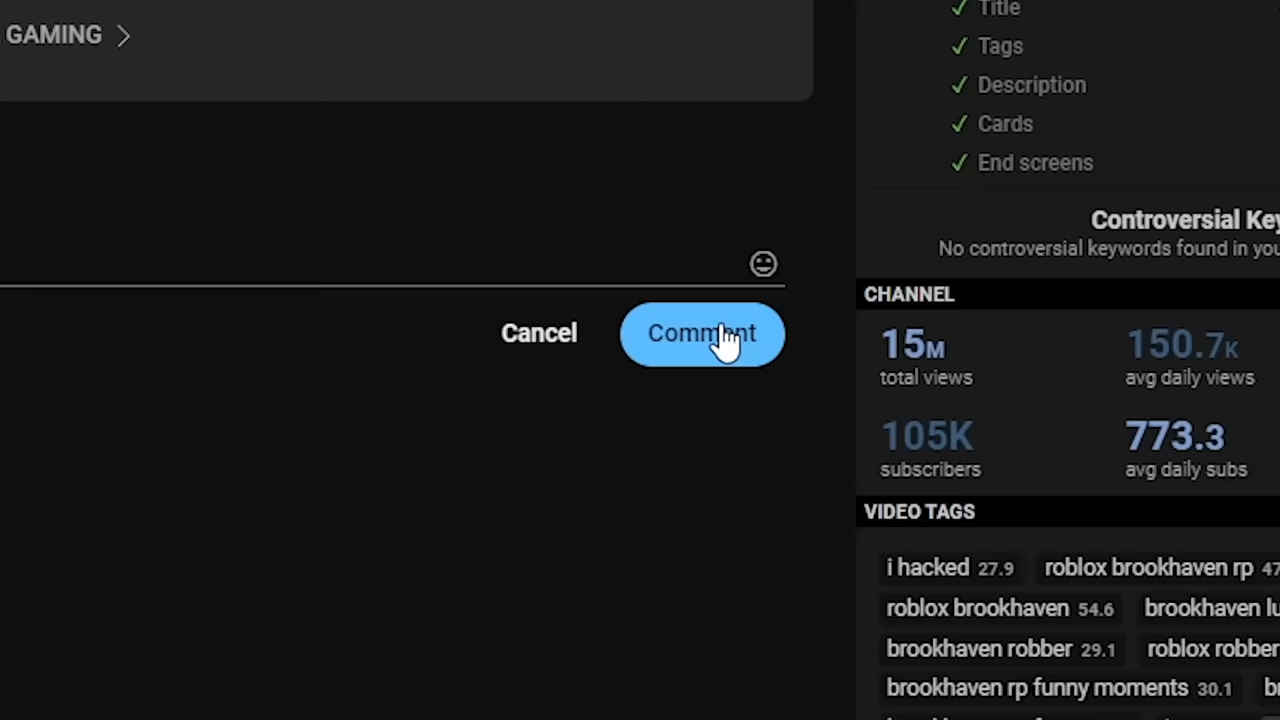 GAMING
Title
Tags
Description
Cards
End screens
Controversial Key
No controversial keywords found in you
Cancel
Comment
CHANNEL
15M
150.7K
total views
avg daily views
105K
773.3
subscribers
avg daily subs
VIDEO TAGS
i hacked 27.9
roblox brookhaven rp 47
roblox brookhaven 54.6
brookhaven lu
brookhaven robber 29.1
roblox robber
brookhaven rp funny moments 30.1